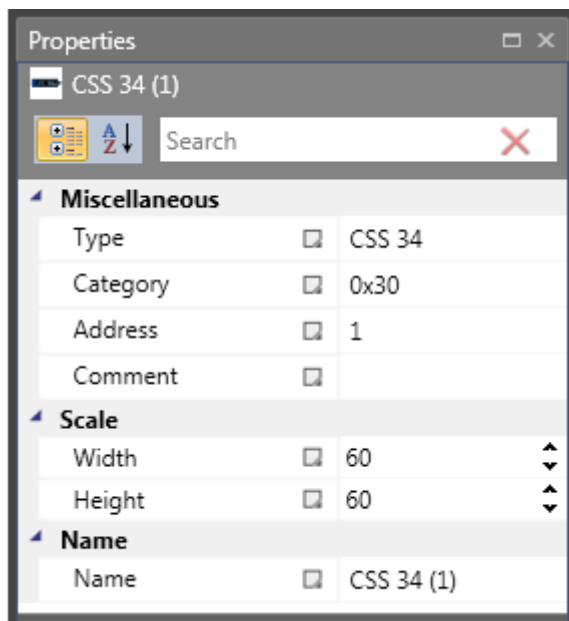 Properties
CSS 34 (1)
A Z Search
Miscellaneous
Type CSS 34
Category 0x30
Address 1
Comment
Scale
Width 60
Height 60
Name
Name CSS 34 (1)